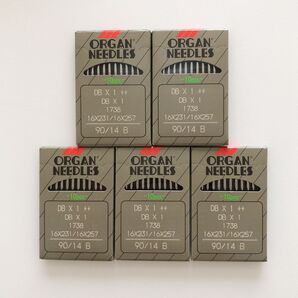 ORGAN®
NEEDLES
DB X 1 ++
DB X 1
1738
16X231/16X257
90/14 B
ORGAN®
NEEDLES
DB X 1 ++
DB X 1
1738
16X231/16X257
90/14 B
ORGAN®
NEEDLES
DB X 1 ++
DB X 1
1738
16X231/16X257
90/14 B
ORGAN®
NEEDLES
DB X 1 ++
DB X 1
1738
16X231/16X257
90/14 B
ORGAN®
NEEDLES
DB X 1 ++
DB X 1
1738
16X231/16X257
90/14 B